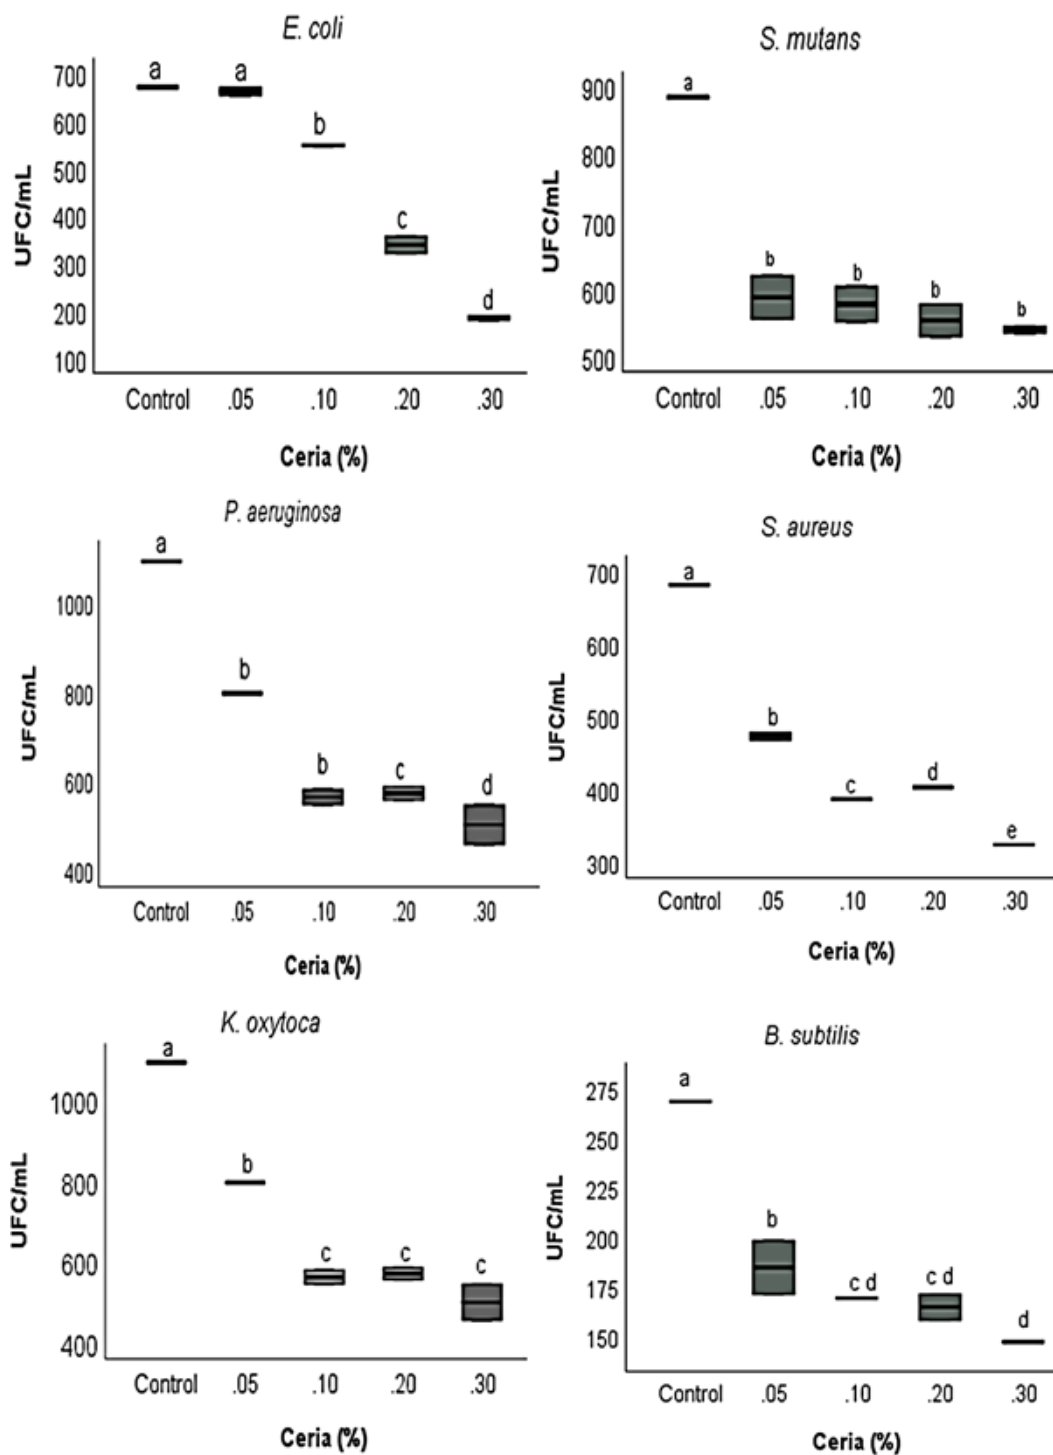 E. coli
a a b c d
UFC/mL
700
600
500
400
300
200
100
Control .05 .10 .20 .30
Ceria (%)
S. mutans
a b b b b
UFC/mL
900
800
700
600
500
Control .05 .10 .20 .30
Ceria (%)
P. aeruginosa
a b b c d
UFC/mL
1000
800
600
400
Control .05 .10 .20 .30
Ceria (%)
S. aureus
a b c d e
UFC/mL
700
600
500
400
300
Control .05 .10 .20 .30
Ceria (%)
K. oxytoca
a b c c c
UFC/mL
1000
800
600
400
Control .05 .10 .20 .30
Ceria (%)
B. subtilis
a b c d c d d
UFC/mL
275
250
225
200
175
150
Control .05 .10 .20 .30
Ceria (%)